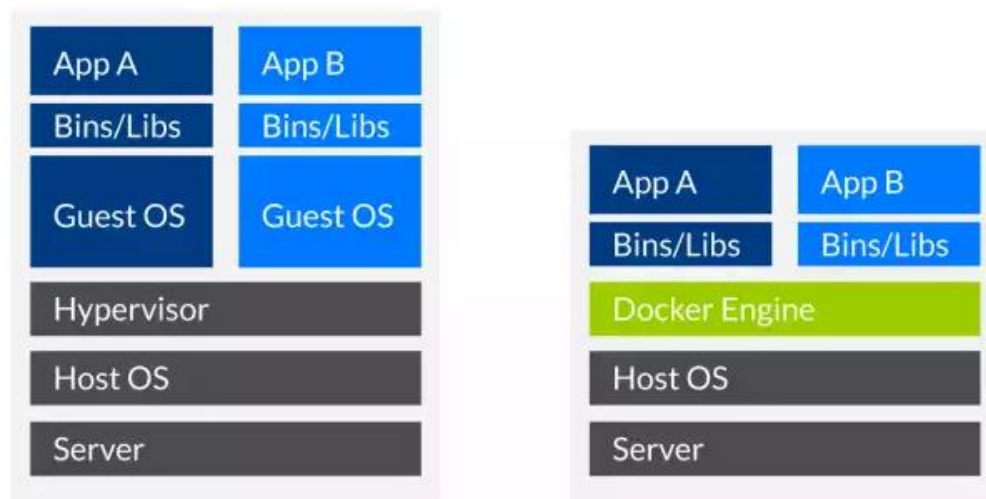 App A
App B
Bins/Libs
Bins/Libs
Guest OS
Guest OS
Hypervisor
Host OS
Server
App A
App B
Bins/Libs
Bins/Libs
Docker Engine
Host OS
Server